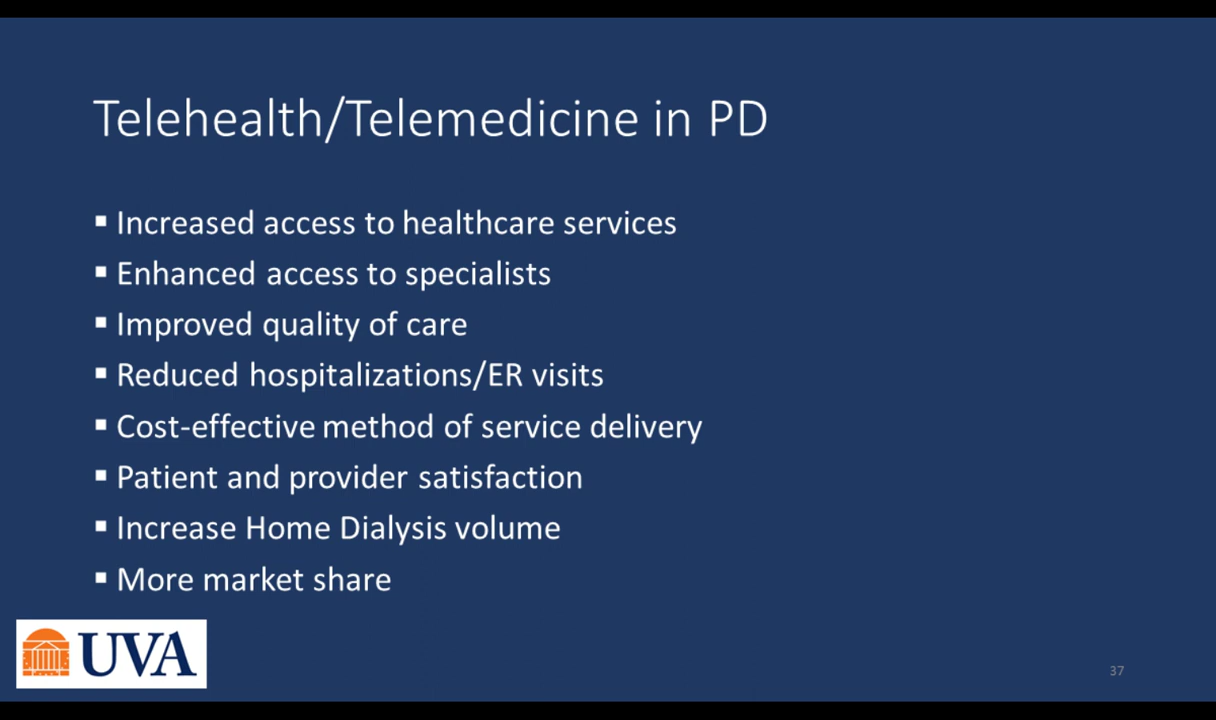 Telehealth/Telemedicine in PD
▪ Increased access to healthcare services
▪ Enhanced access to specialists
▪ Improved quality of care
▪ Reduced hospitalizations/ER visits
▪ Cost-effective method of service delivery
▪ Patient and provider satisfaction
▪ Increase Home Dialysis volume
▪ More market share
UVA
37